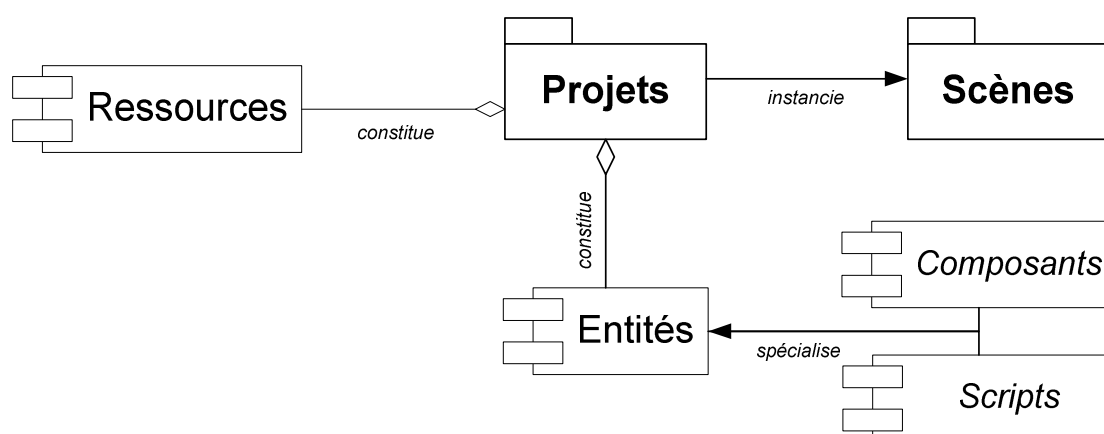 Projets
Scènes
Ressources
instancie
constitue
constitue
Composants
Entités
spécialise
Scripts